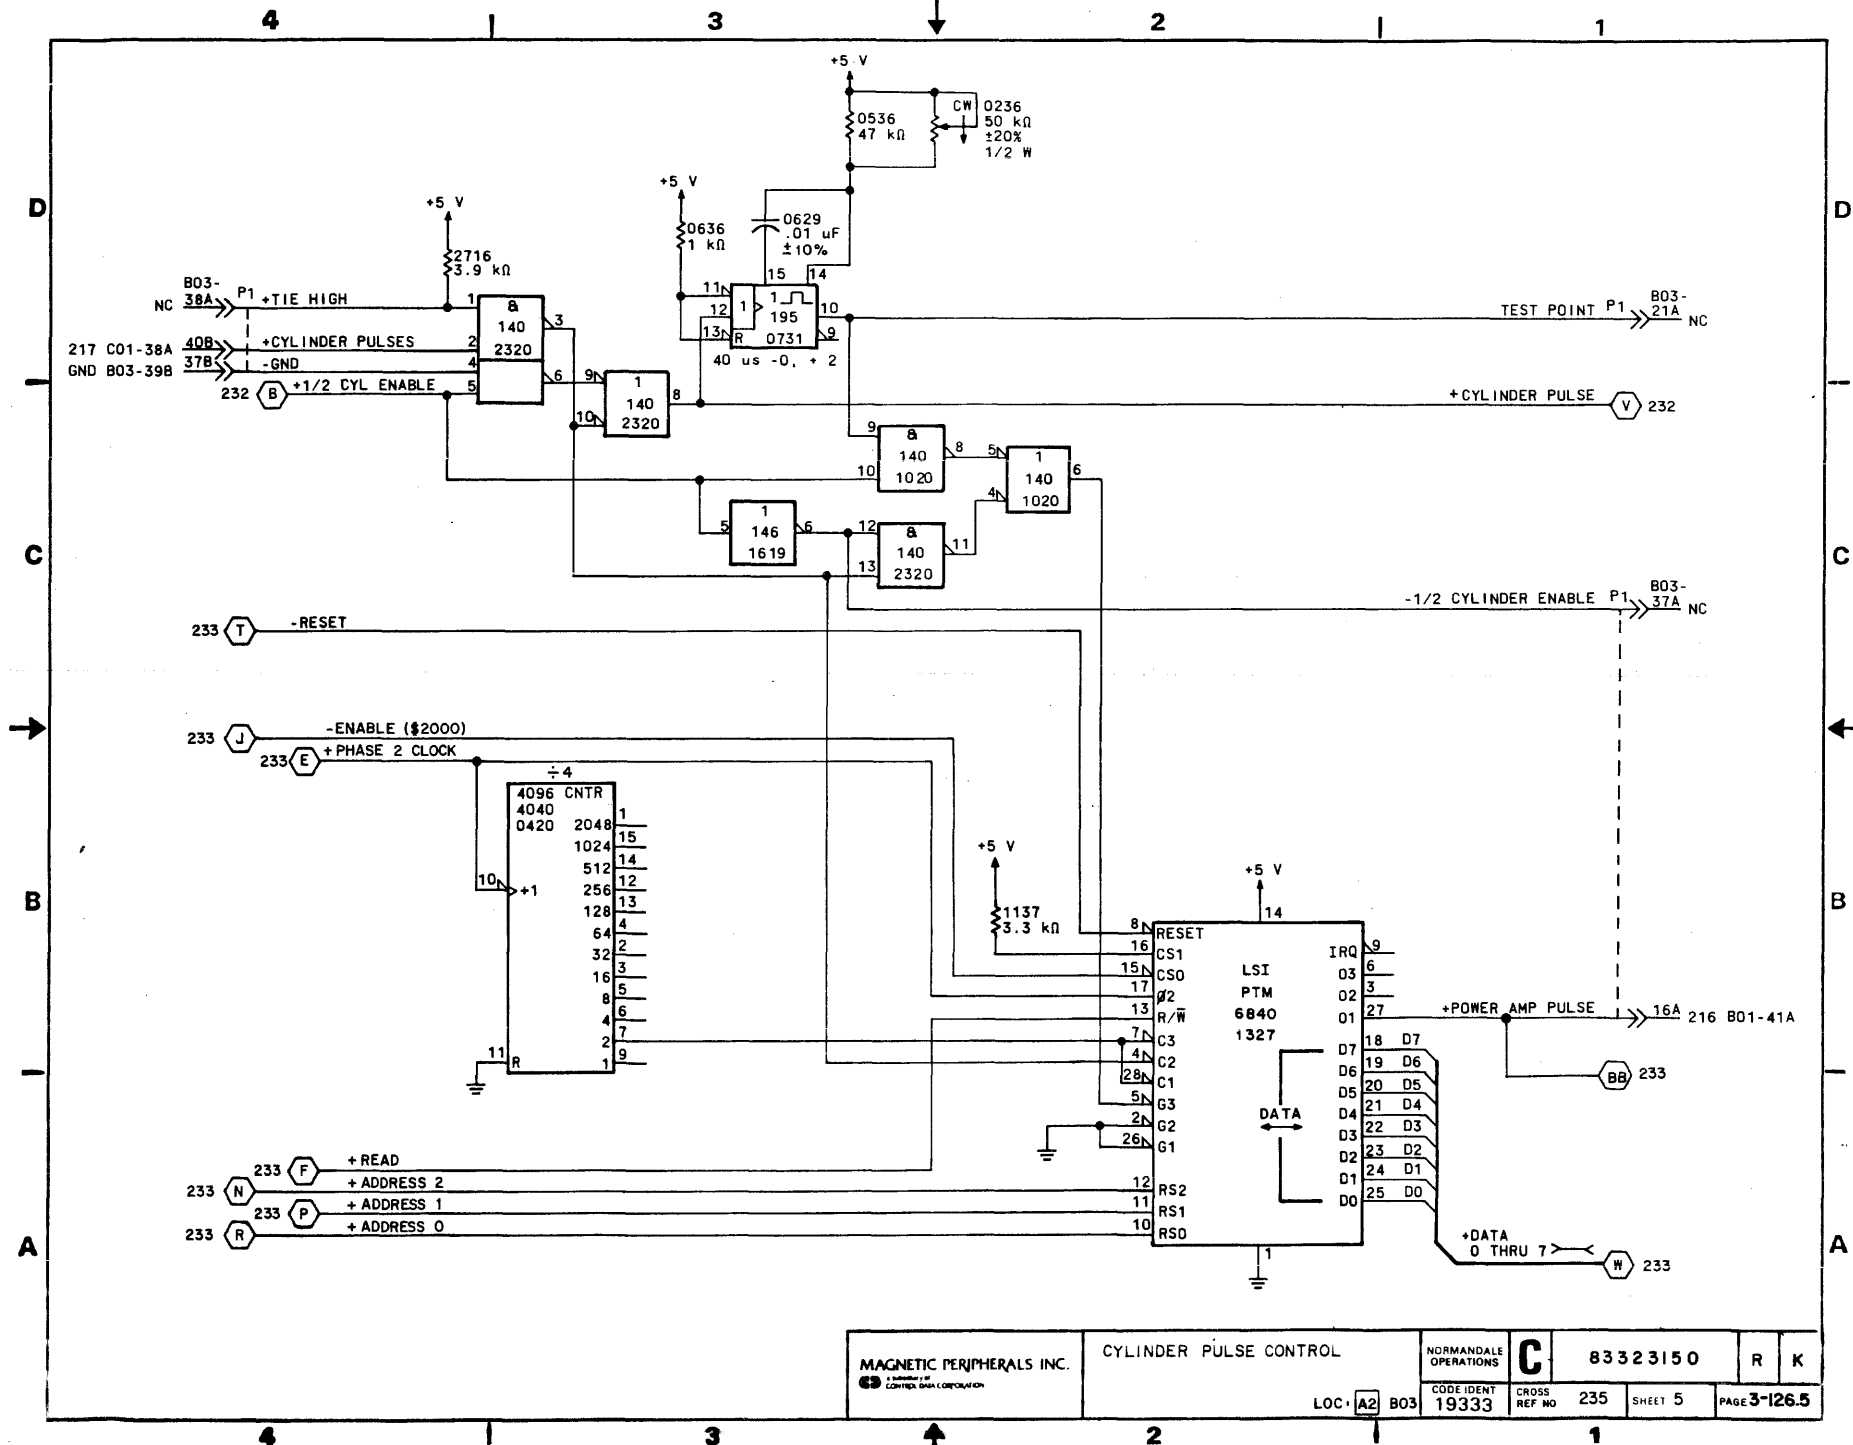 4 3 2 1
D
+5 V
0536
47 kΩ
CW 0236
50 kΩ
±20%
1/2 W
+5 V
0636
1 kΩ
0629
.01 uF
±10%
+5 V
2716
3.9 kΩ
15 14
11 1
12 1 195 10
13 R 0731 9
40 us -0, + 2
B03-
NC 38A P1 +TIE HIGH 1
217 C01-38A 40B +CYLINDER PULSES 2
GND B03-39B 37B -GND 4
232 B +1/2 CYL ENABLE 5
&
140
2320
3
6
9 1
140 8
10 2320
TEST POINT P1 B03-
21A NC
+CYLINDER PULSE V 232
D
C
9 &
140 8
10 1020
5 1
140 6
4 1020
1
5 146 6
1619
12 &
140 11
13 2320
-1/2 CYLINDER ENABLE P1 B03-
37A NC
C
233 T -RESET
233 J -ENABLE ($2000)
233 E + PHASE 2 CLOCK
÷4
4096 CNTR
4040
0420 2048 1
1024 15
512 14
10 +1 256 12
128 13
64 4
32 2
16 3
8 5
4 6
2 7
11 R 1 9
B
+5 V
1137
3.3 kΩ
+5 V
14
8 RESET
16 CS1
15 CS0
17 Ø2
13 R/W̅
7 C3
4 C2
28 C1
5 G3
2 G2
26 G1
12 RS2
11 RS1
10 RS0
LSI
PTM
6840
1327
DATA
1
IRQ 9
O3 6
O2 3
O1 27 +POWER AMP PULSE 16A 216 B01-41A
BB 233
D7 18 D7
D6 19 D6
D5 20 D5
D4 21 D4
D3 22 D3
D2 23 D2
D1 24 D1
D0 25 D0
B
233 F + READ
233 N + ADDRESS 2
233 P + ADDRESS 1
233 R + ADDRESS 0
+DATA
0 THRU 7
W 233
A
A
MAGNETIC PERIPHERALS INC.
a subsidiary of
CONTROL DATA CORPORATION
CYLINDER PULSE CONTROL
LOC: A2 B03
NORMANDALE
OPERATIONS
C 83323150 R K
CODE IDENT
19333
CROSS
REF NO 235 SHEET 5 PAGE 3-126.5
4 3 2 1